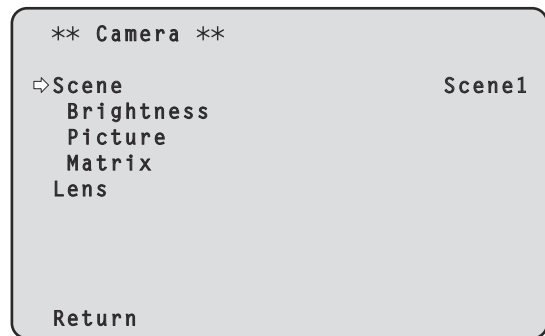 ** Camera **
⇨Scene Scene1
Brightness
Picture
Matrix
Lens
Return